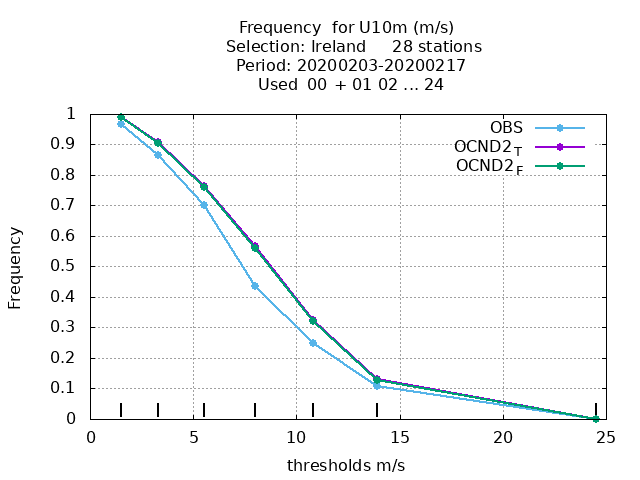 Frequency  for U10m (m/s)
Selection: Ireland     28 stations
Period: 20200203-20200217
Used  00  + 01 02 ... 24
OBS
OCND2T
OCND2F
1
0.9
0.8
0.7
0.6
0.5
0.4
0.3
0.2
0.1
0
Frequency
0 5 10 15 20 25
thresholds m/s